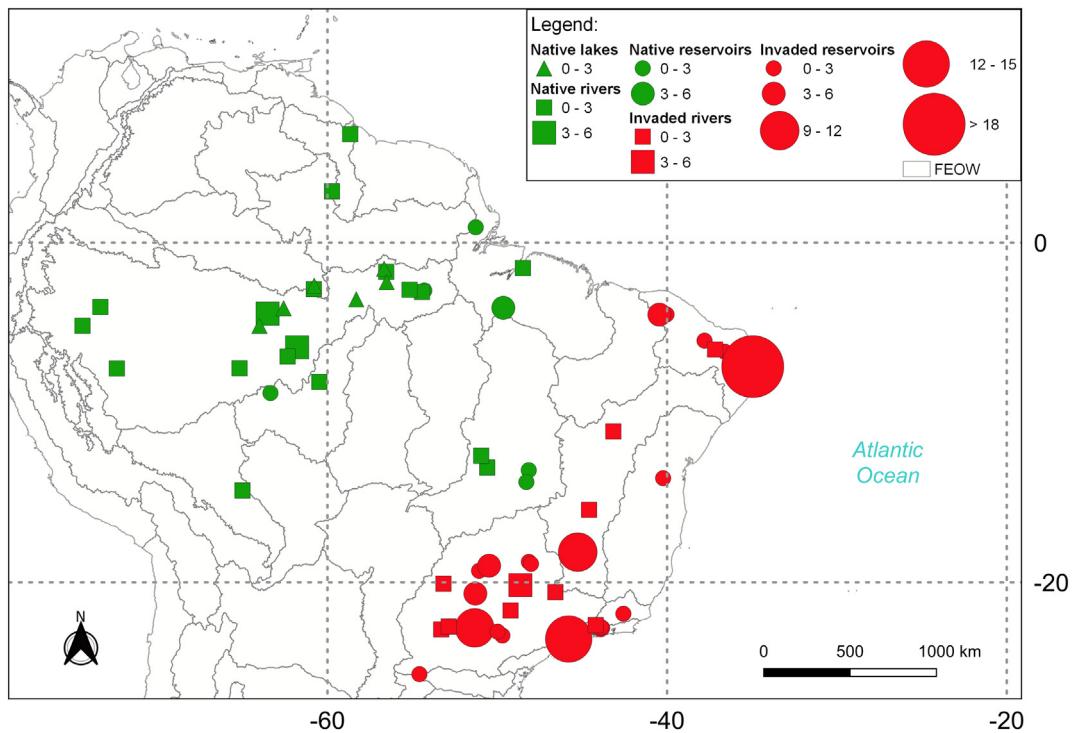 Legend:
Native lakes
0 - 3
Native rivers
0 - 3
3 - 6
Native reservoirs
0 - 3
3 - 6
Invaded rivers
0 - 3
3 - 6
Invaded reservoirs
0 - 3
3 - 6
9 - 12
12 - 15
> 18
FEOW
0
Atlantic
Ocean
-20
N
0 500 1000 km
-60 -40 -20